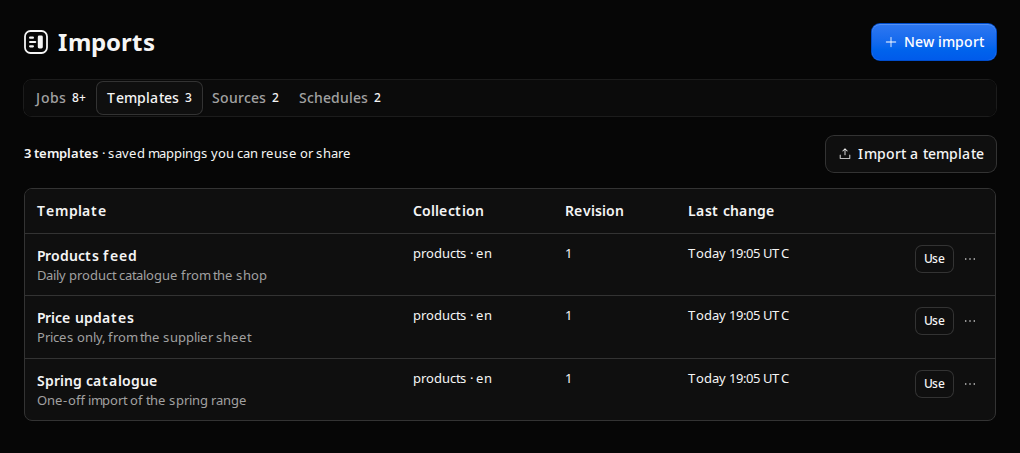 Imports
+ New import
Jobs 8+ Templates 3 Sources 2 Schedules 2
3 templates · saved mappings you can reuse or share
Import a template
Template Collection Revision Last change
Products feed products · en 1 Today 19:05 UTC Use ···
Daily product catalogue from the shop
Price updates products · en 1 Today 19:05 UTC Use ···
Prices only, from the supplier sheet
Spring catalogue products · en 1 Today 19:05 UTC Use ···
One-off import of the spring range